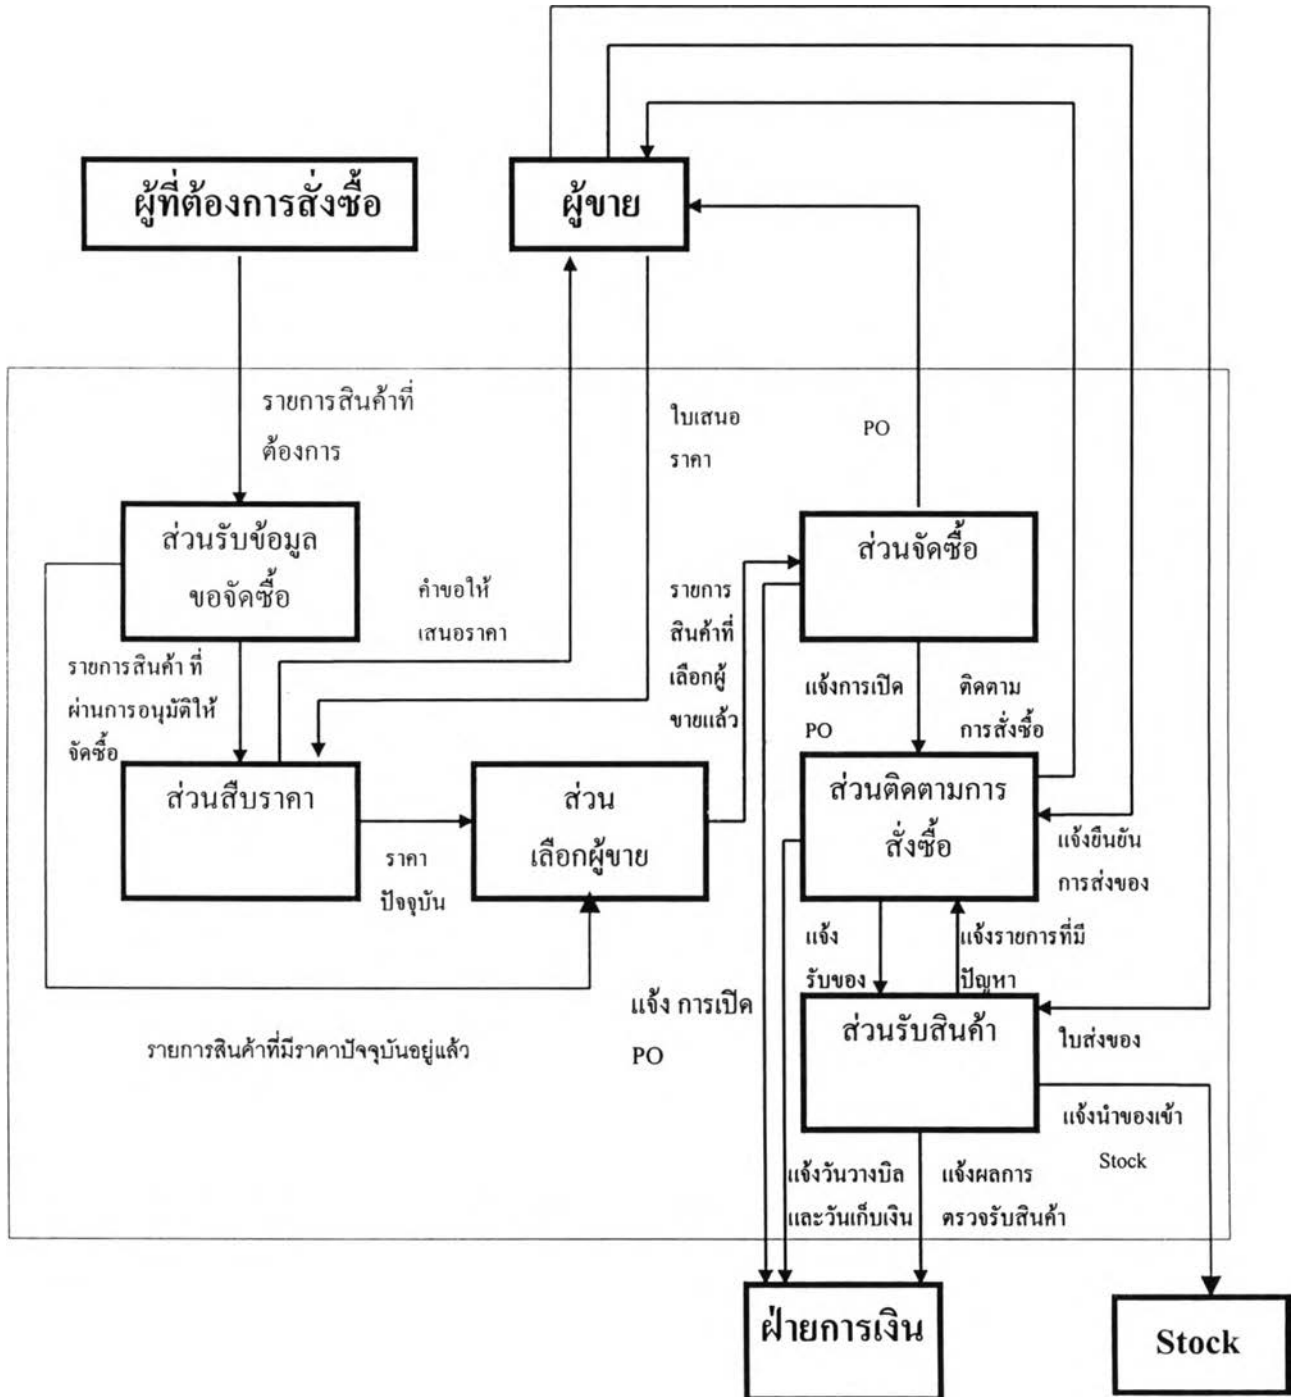 ผู้ที่ต้องการสั่งซื้อ
ผู้ขาย
รายการสินค้าที่
ต้องการ
ใบเสนอ
ราคา
PO
ส่วนรับข้อมูล
ขอจัดซื้อ
ส่วนจัดซื้อ
คำขอให้
เสนอราคา
รายการ
สินค้าที่
เลือกผู้
ขายแล้ว
รายการสินค้า ที่
ผ่านการอนุมัติให้
จัดซื้อ
แจ้งการเปิด
PO
ติดตาม
การสั่งซื้อ
ส่วนสืบราคา
ส่วน
เลือกผู้ขาย
ส่วนติดตามการ
สั่งซื้อ
ราคา
ปัจจุบัน
แจ้งยืนยัน
การส่งของ
แจ้ง
รับของ
แจ้งรายการที่มี
ปัญหา
แจ้ง การเปิด
PO
รายการสินค้าที่มีราคาปัจจุบันอยู่แล้ว
ส่วนรับสินค้า
ใบส่งของ
แจ้งนำของเข้า
Stock
แจ้งวันวางบิล
และวันเก็บเงิน
แจ้งผลการ
ตรวจรับสินค้า
ฝ่ายการเงิน
Stock